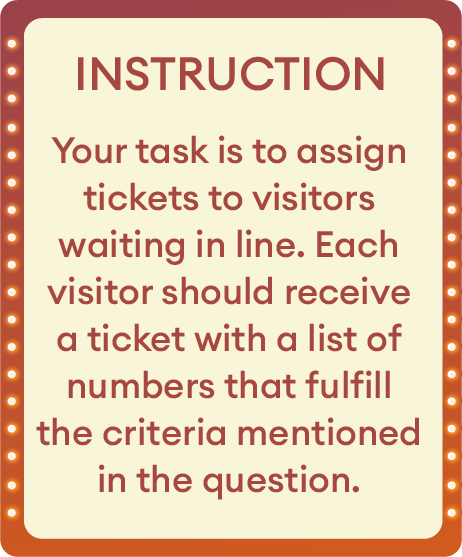 INSTRUCTION
Your task is to assign
tickets to visitors
waiting in line. Each
visitor should receive
a ticket with a list of
numbers that fulfill
the criteria mentioned
in the question.